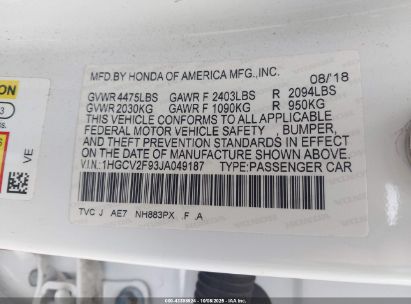 MFD.BY HONDA OF AMERICA MFG.,INC. 08/'18
GVWR 4475LBS GAWR F 2403LBS R 2094LBS
GVWR 2030KG GAWR F 1090KG R 950KG
THIS VEHICLE CONFORMS TO ALL APPLICABLE
FEDERAL MOTOR VEHICLE SAFETY , BUMPER,
AND THEFT PREVENTION STANDARDS IN EFFECT
ON THE DATE OF MANUFACTURE SHOWN ABOVE.
V.I.N.:1HGCV2F93JA049187 TYPE:PASSENGER CAR
TVC J AE7 NH883PX .F .A
VE